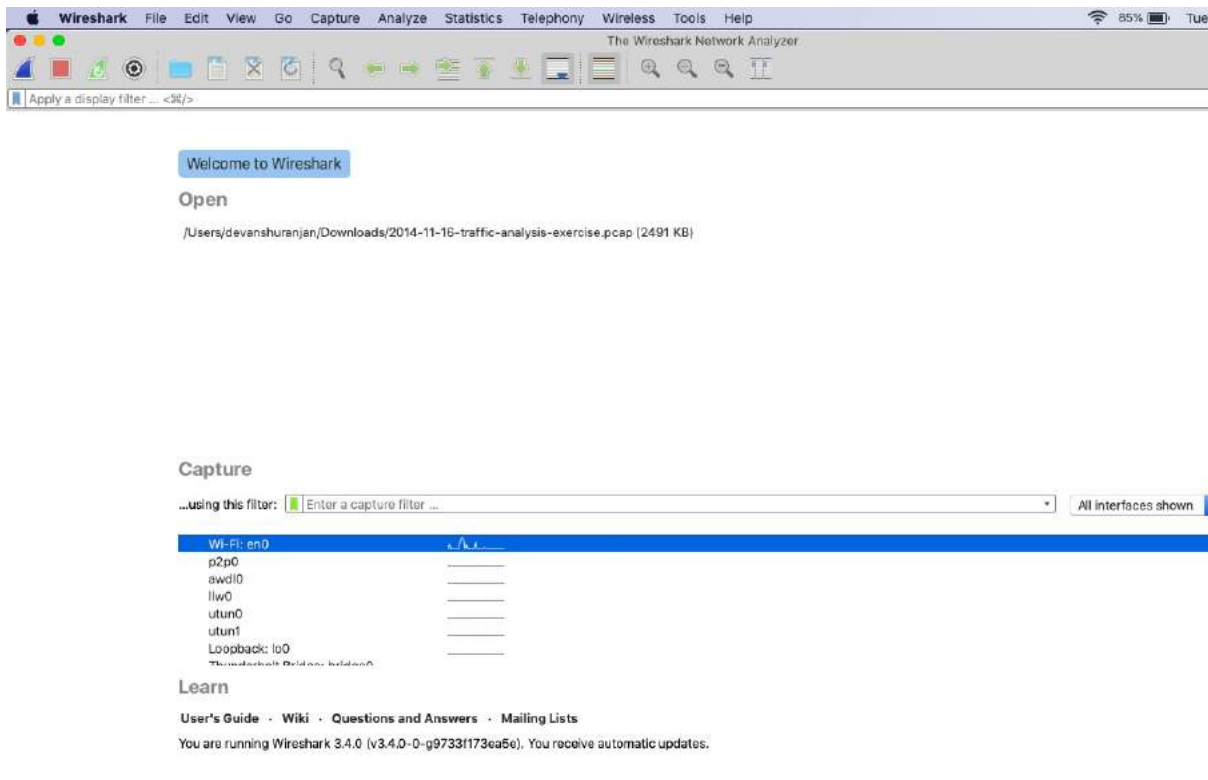 Wireshark File Edit View Go Capture Analyze Statistics Telephony Wireless Tools Help 85% Tue
The Wireshark Network Analyzer
Apply a display filter ... <⌘/>
Welcome to Wireshark
Open
/Users/devanshuranjan/Downloads/2014-11-16-traffic-analysis-exercise.pcap (2491 KB)
Capture
...using this filter: Enter a capture filter ... All interfaces shown
Wi-Fi: en0
p2p0
awdl0
llw0
utun0
utun1
Loopback: lo0
Thunderbolt Bridge: bridge0
Learn
User's Guide · Wiki · Questions and Answers · Mailing Lists
You are running Wireshark 3.4.0 (v3.4.0-0-g9733f173ea5e). You receive automatic updates.